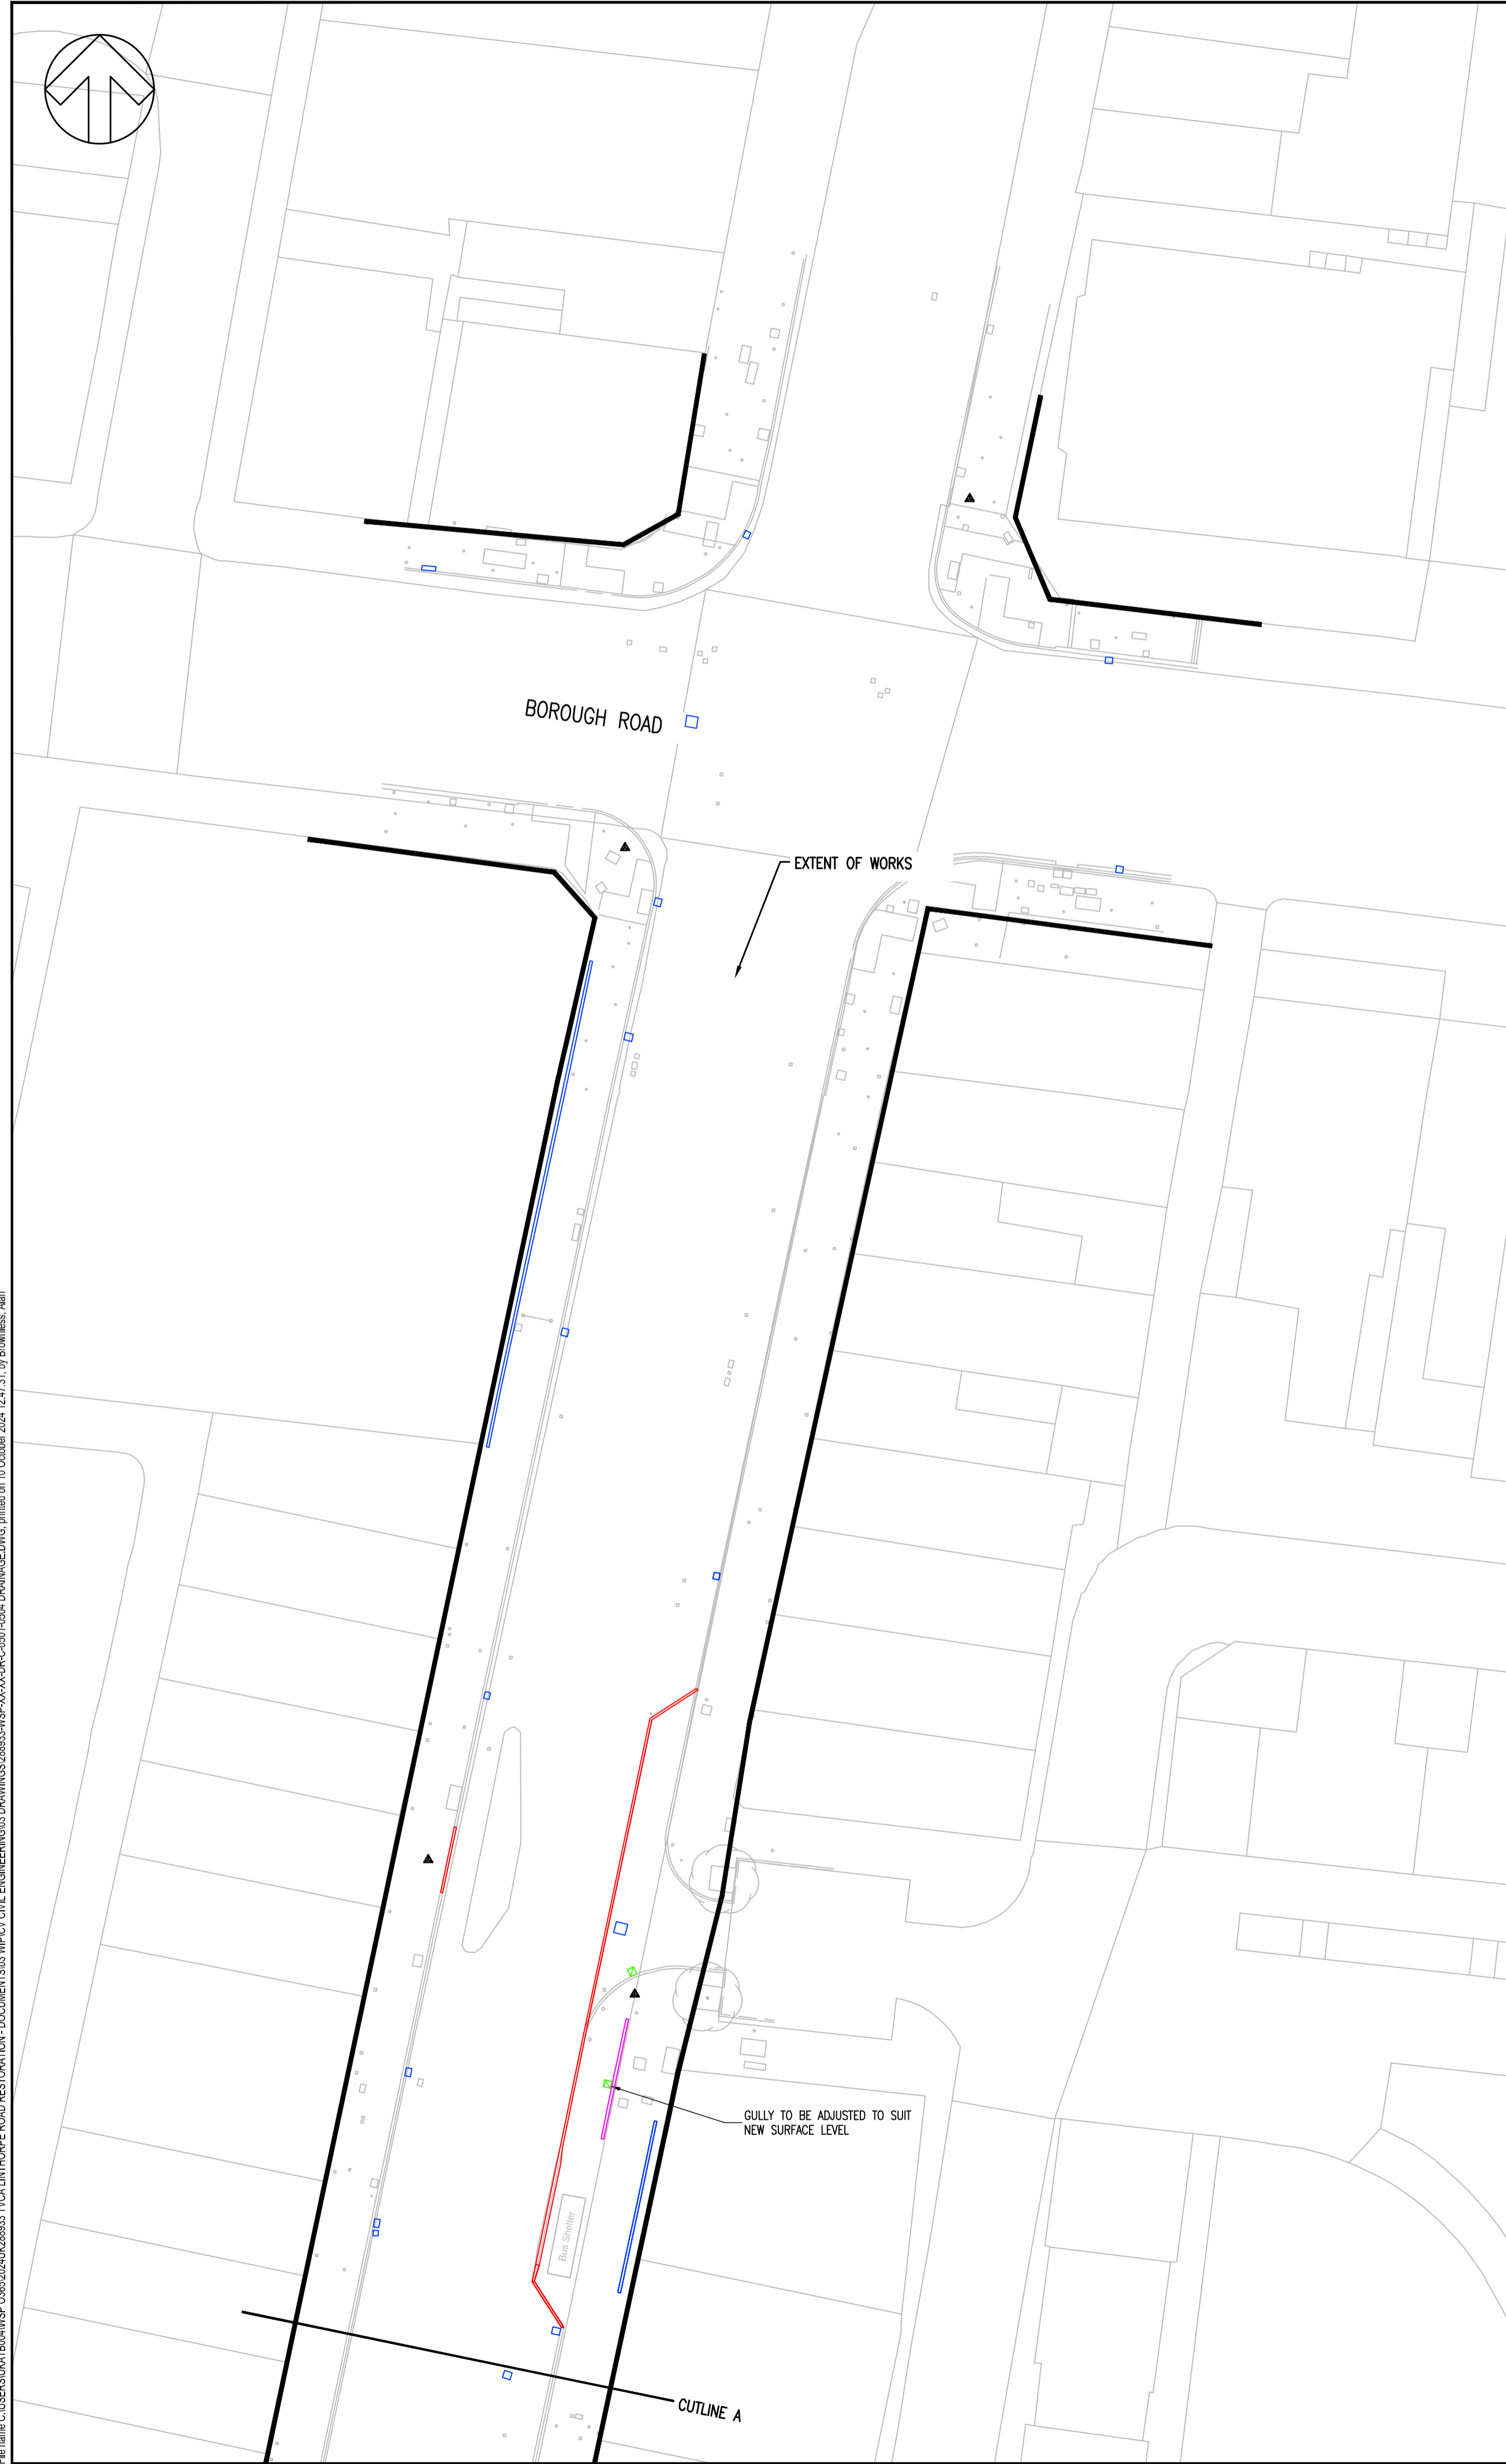 BOROUGH ROAD
EXTENT OF WORKS
GULLY TO BE ADJUSTED TO SUIT
NEW SURFACE LEVEL
Bus Shelter
CUTLINE A